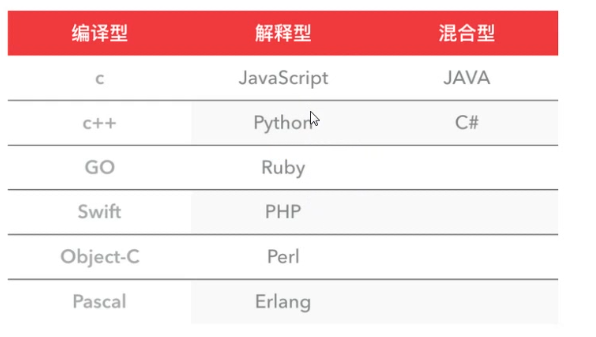 编译型 解释型 混合型
c JavaScript JAVA
c++ Python C#
GO Ruby
Swift PHP
Object-C Perl
Pascal Erlang